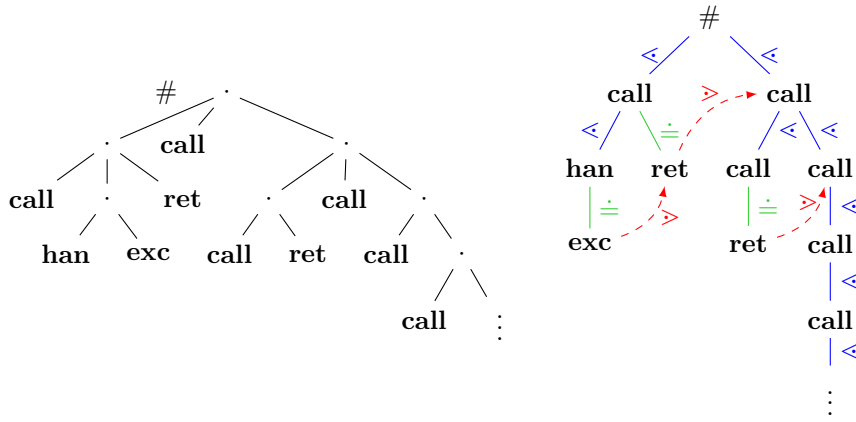 #
# ·
⋖ ⋖
call call
· call · ⋗
⋖ ≐ ⋖ ⋖
call · ret · call · han ret call call
≐ ⋗ ≐ ⋗ ⋖
han exc call ret call · exc ret call
⋖
call ⋮ call
⋖
⋮